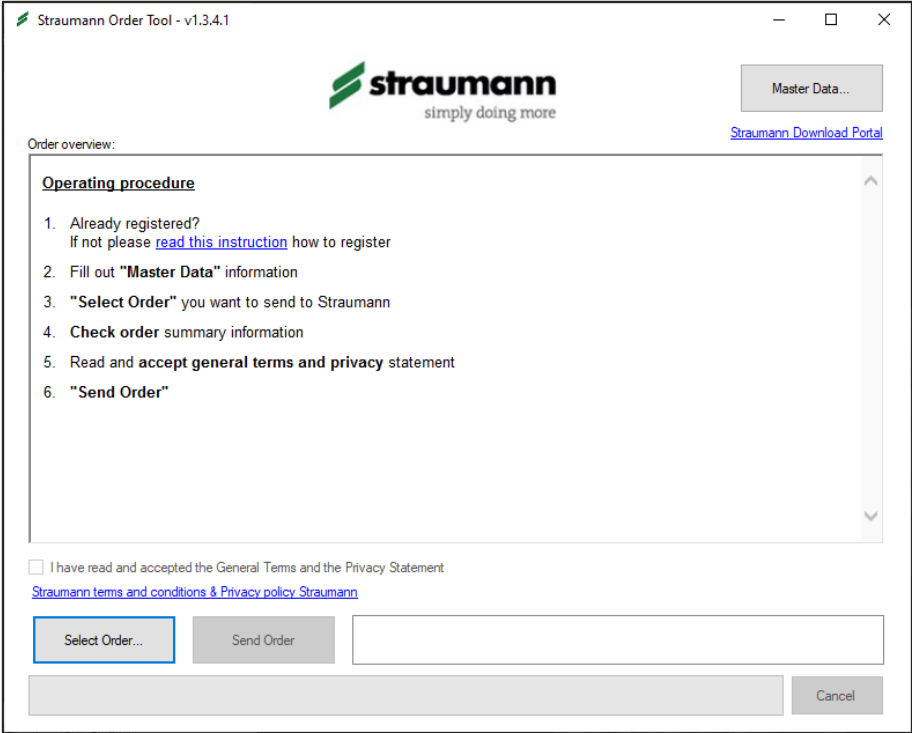 Straumann Order Tool - v1.3.4.1
straumann
simply doing more
Master Data...
Straumann Download Portal
Order overview:
Operating procedure
1. Already registered?
If not please read this instruction how to register
2. Fill out "Master Data" information
3. "Select Order" you want to send to Straumann
4. Check order summary information
5. Read and accept general terms and privacy statement
6. "Send Order"
I have read and accepted the General Terms and the Privacy Statement
Straumann terms and conditions & Privacy policy Straumann
Select Order...
Send Order
Cancel